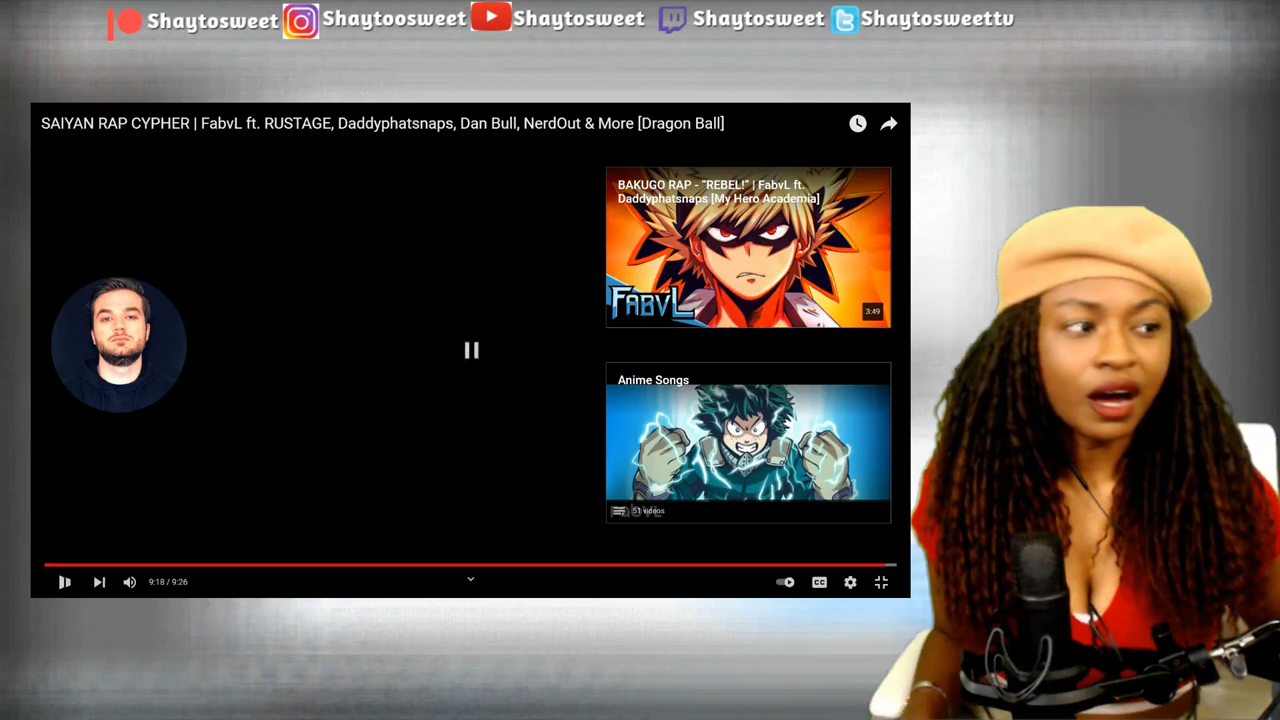 Shaytosweet Shaytoosweet Shaytosweet Shaytosweet Shaytosweettv
SAIYAN RAP CYPHER | FabvL ft. RUSTAGE, Daddyphatsnaps, Dan Bull, NerdOut & More [Dragon Ball]
BAKUGO RAP - “REBEL!” | FabvL ft.
Daddyphatsnaps [My Hero Academia]
FABVL
3:49
Anime Songs
51 videos
9:18 / 9:26
CC